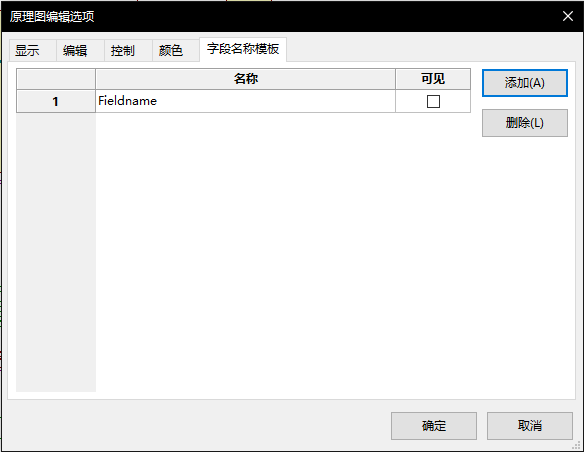 原理图编辑选项
显示 编辑 控制 颜色 字段名称模板
名称 可见
1 Fieldname
添加(A)
删除(L)
确定 取消